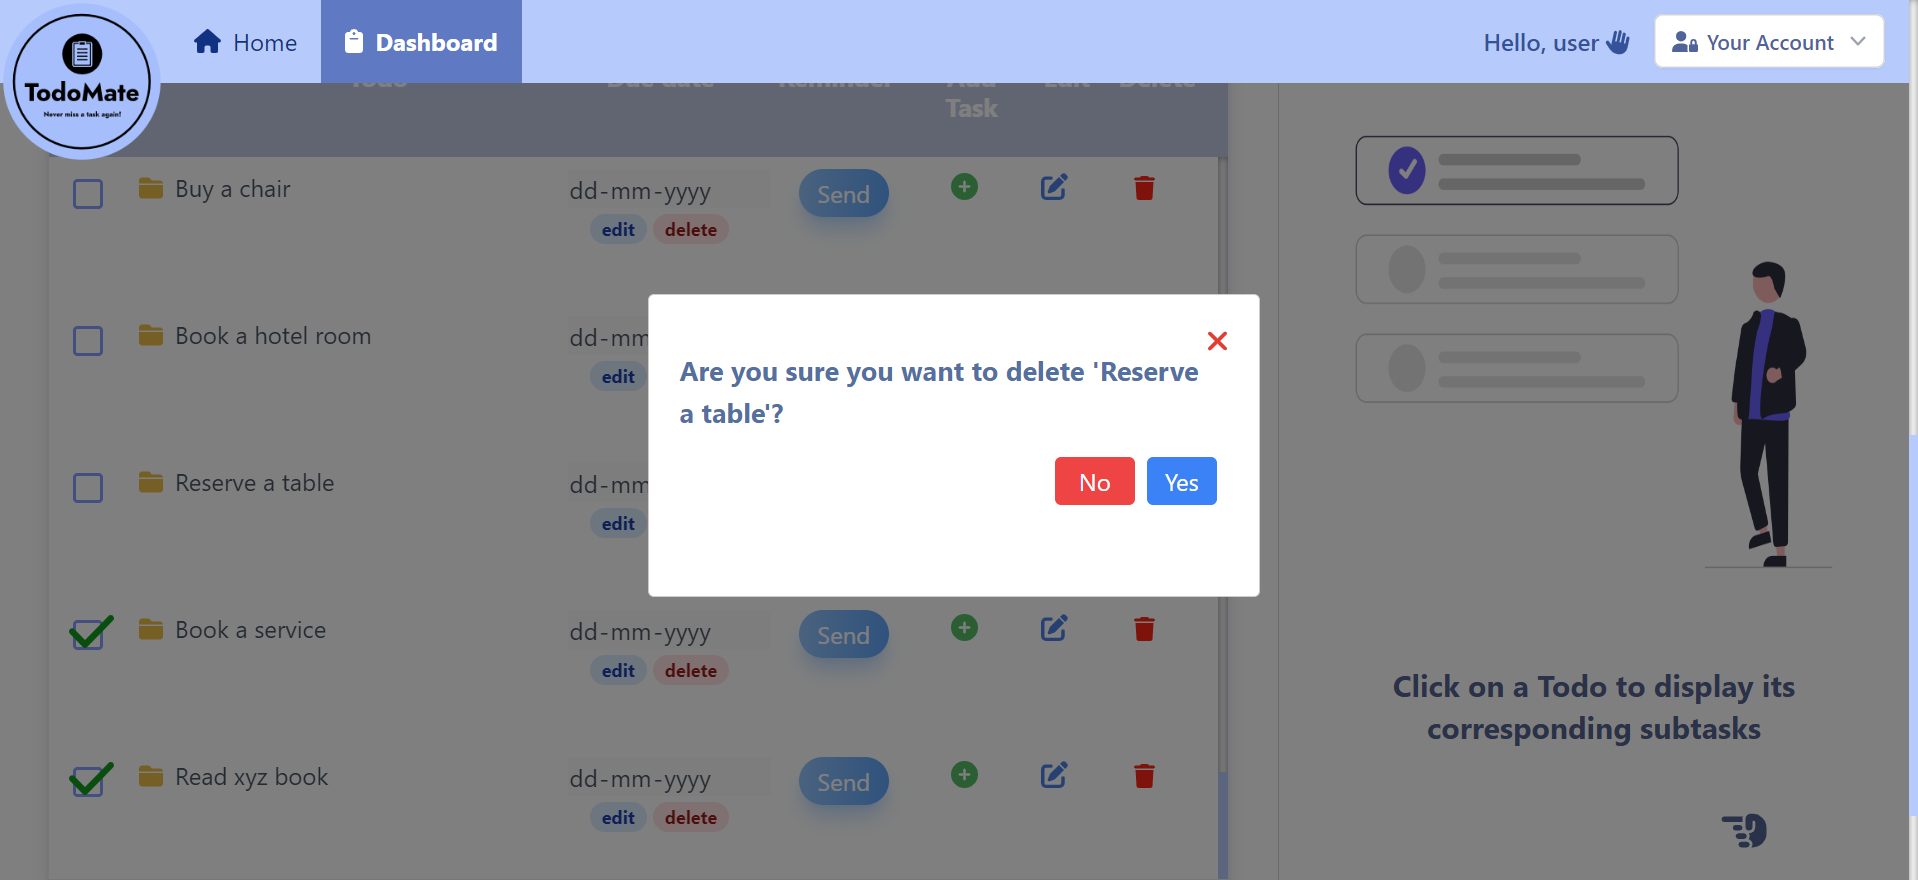 Home
Dashboard
Hello, user
Your Account
TodoMate
Never miss a task again!
Todo
Due date
Reminder
Add
Task
Edit
Delete
Buy a chair
dd-mm-yyyy
Send
edit
delete
Book a hotel room
dd-mm
edit
Are you sure you want to delete 'Reserve
a table'?
No
Yes
Reserve a table
dd-mm
edit
Book a service
dd-mm-yyyy
Send
edit
delete
Read xyz book
dd-mm-yyyy
Send
edit
delete
Click on a Todo to display its
corresponding subtasks